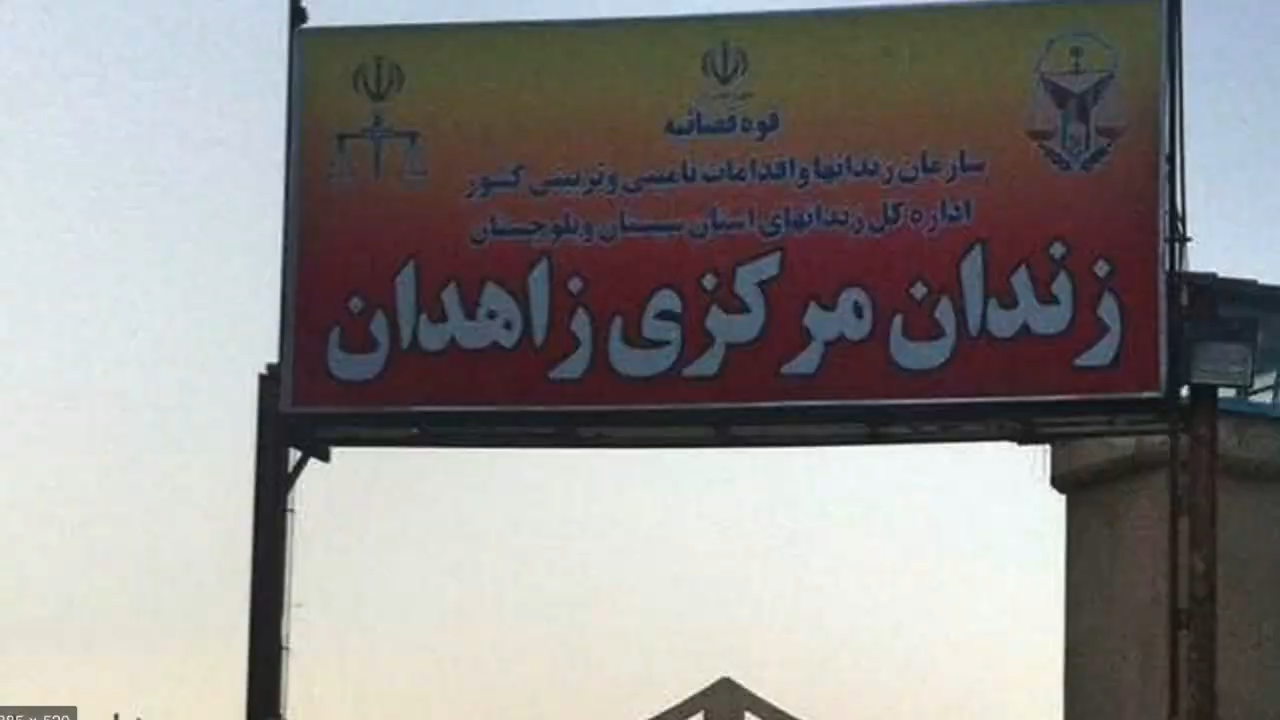 قوه قضائیه
سازمان زندانها و اقدامات تامینی و تربیتی کشور
اداره کل زندانهای استان سیستان و بلوچستان
زندان مرکزی زاهدان